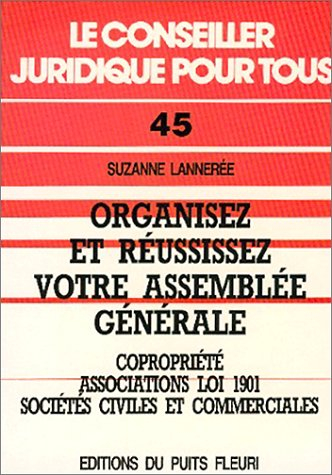 LE CONSEILLER
JURIDIQUE POUR TOUS
45
SUZANNE LANNERÉE
ORGANISEZ
ET RÉUSSISSEZ
VOTRE ASSEMBLÉE
GÉNÉRALE
COPROPRIÉTÉ
ASSOCIATIONS LOI 1901
SOCIÉTÉS CIVILES ET COMMERCIALES
EDITIONS DU PUITS FLEURI